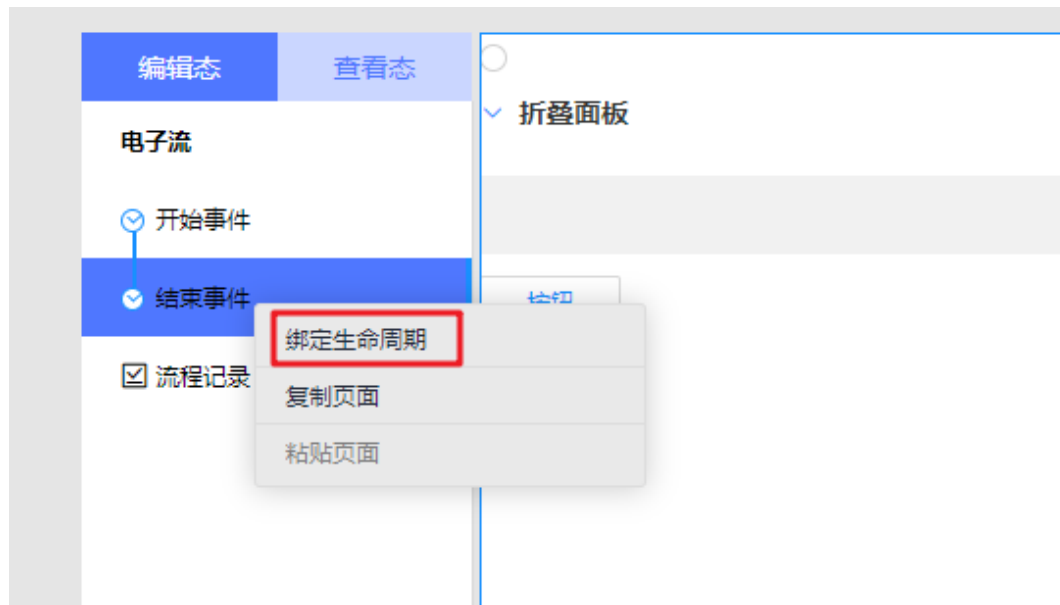 编辑态
查看态
折叠面板
电子流
开始事件
结束事件
按钮
绑定生命周期
流程记录
复制页面
粘贴页面